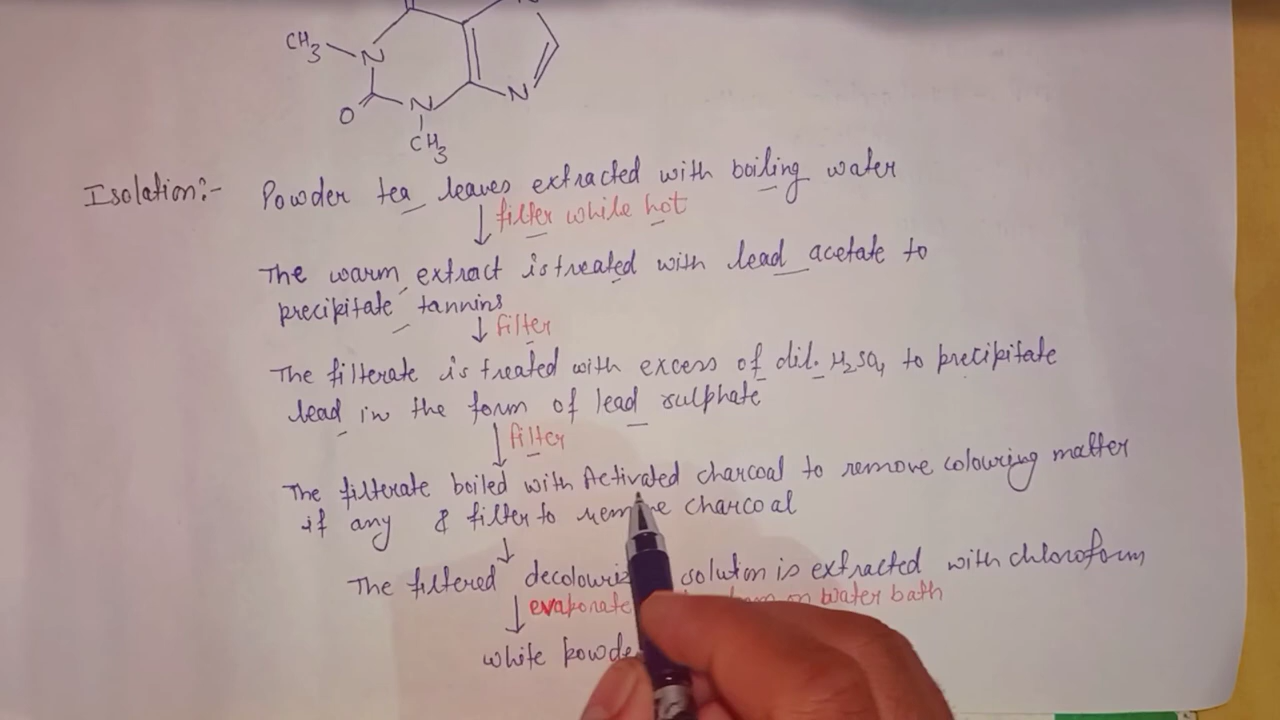 CH3 N
O N N
CH3
Isolation:- Powder tea leaves extracted with boiling water
filter while hot
The warm extract is treated with lead acetate to
precipitate tannins
filter
The filterate is treated with excess of dil. H2SO4 to precipitate
lead in the form of lead sulphate
filter
The filterate boiled with Activated charcoal to remove colouring matter
if any & filter to remove charcoal
The filtered solution is extracted with chloroform
evaporate on water bath
white